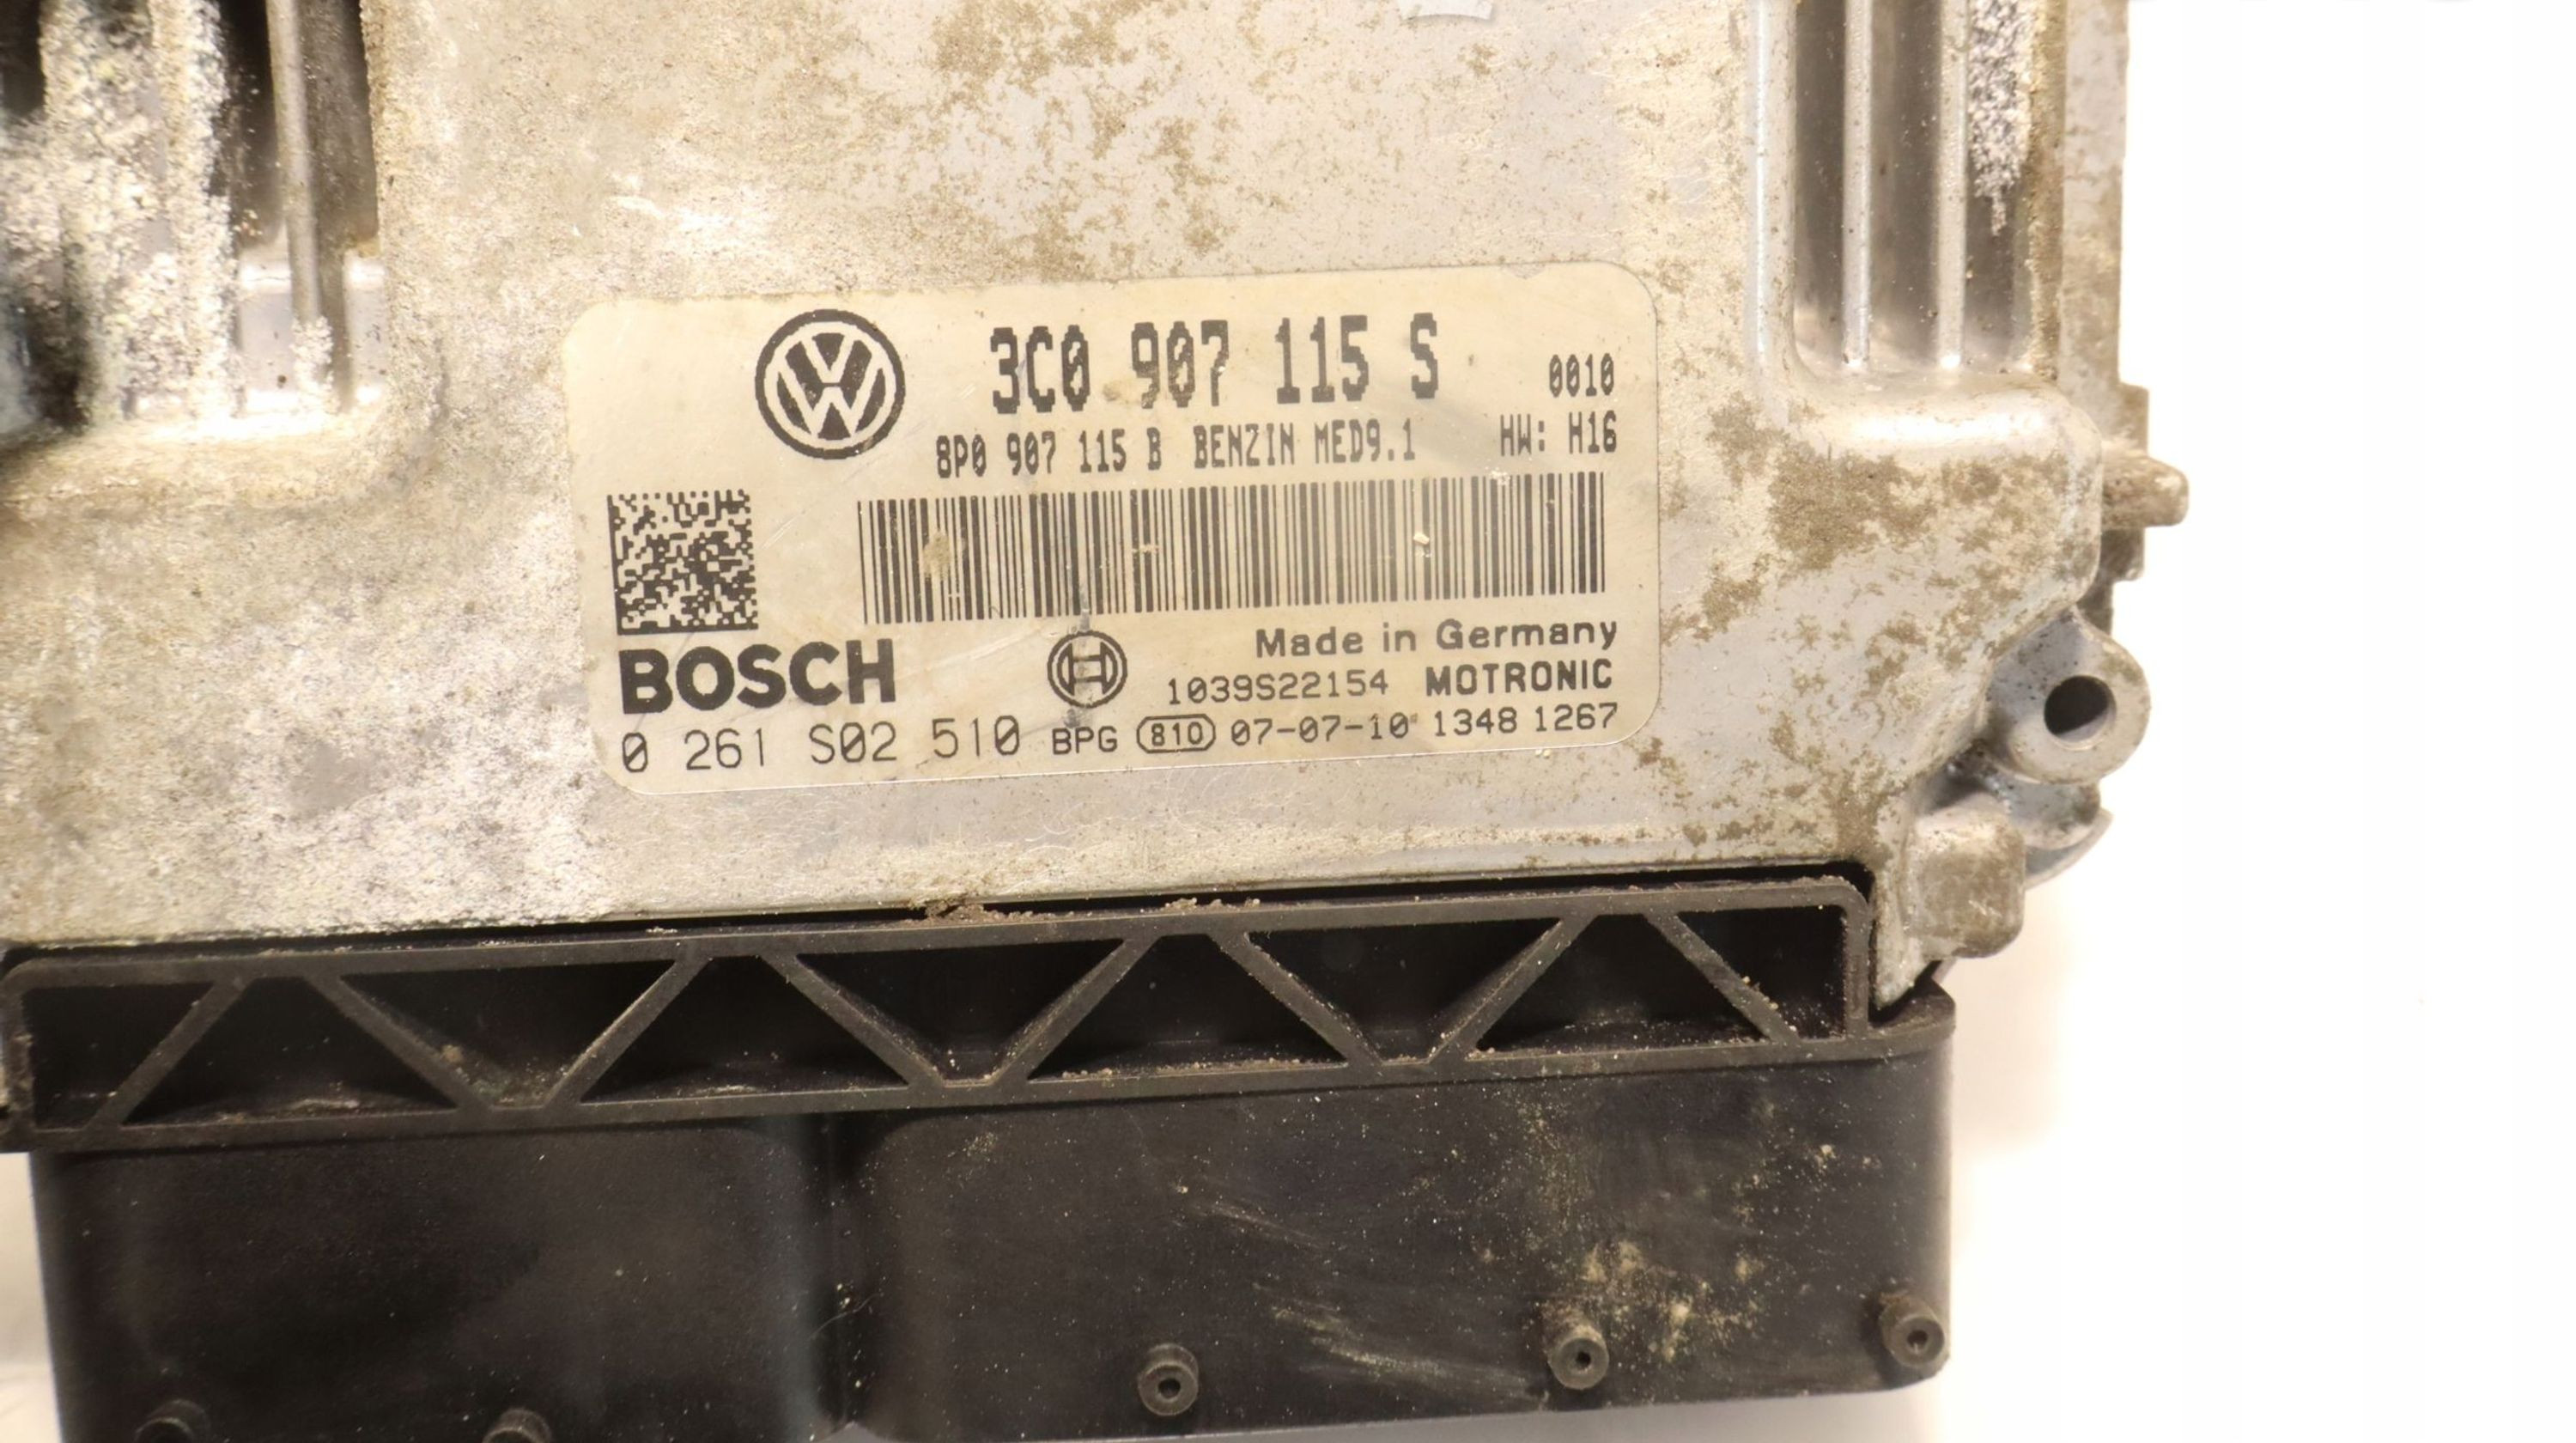 3C0 907 115 S 0010
8P0 907 115 B BENZIN MED9.1 HW: H16
Made in Germany
BOSCH 1039S22154 MOTRONIC
0 261 S02 510 BPG 810 07-07-10 1348 1267